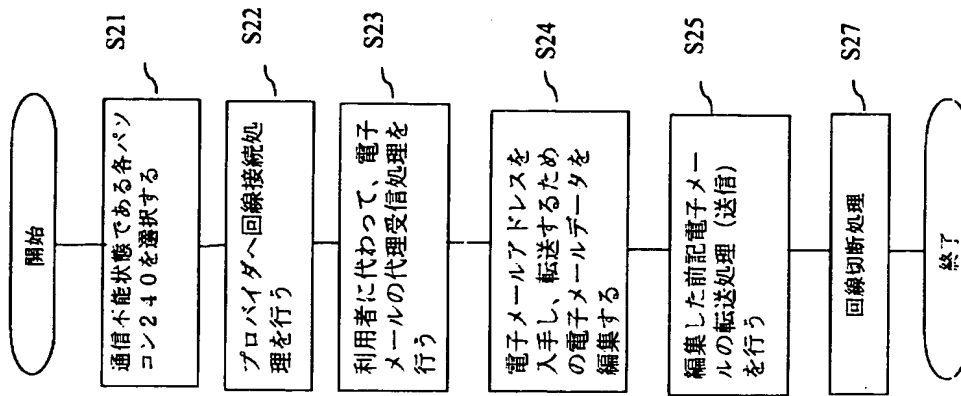 開始
S21
通信不能状態である各パソ
コン240を選択する
S22
プロバイダへ回線接続処
理を行う
S23
利用者に代わって、電子
メールの代理受信処理を
行う
S24
電子メールアドレスを
入手し、転送するため
の電子メールデータを
編集する
S25
編集した前記電子メー
ルの転送処理(送信)
を行う
S27
回線切断処理
終了